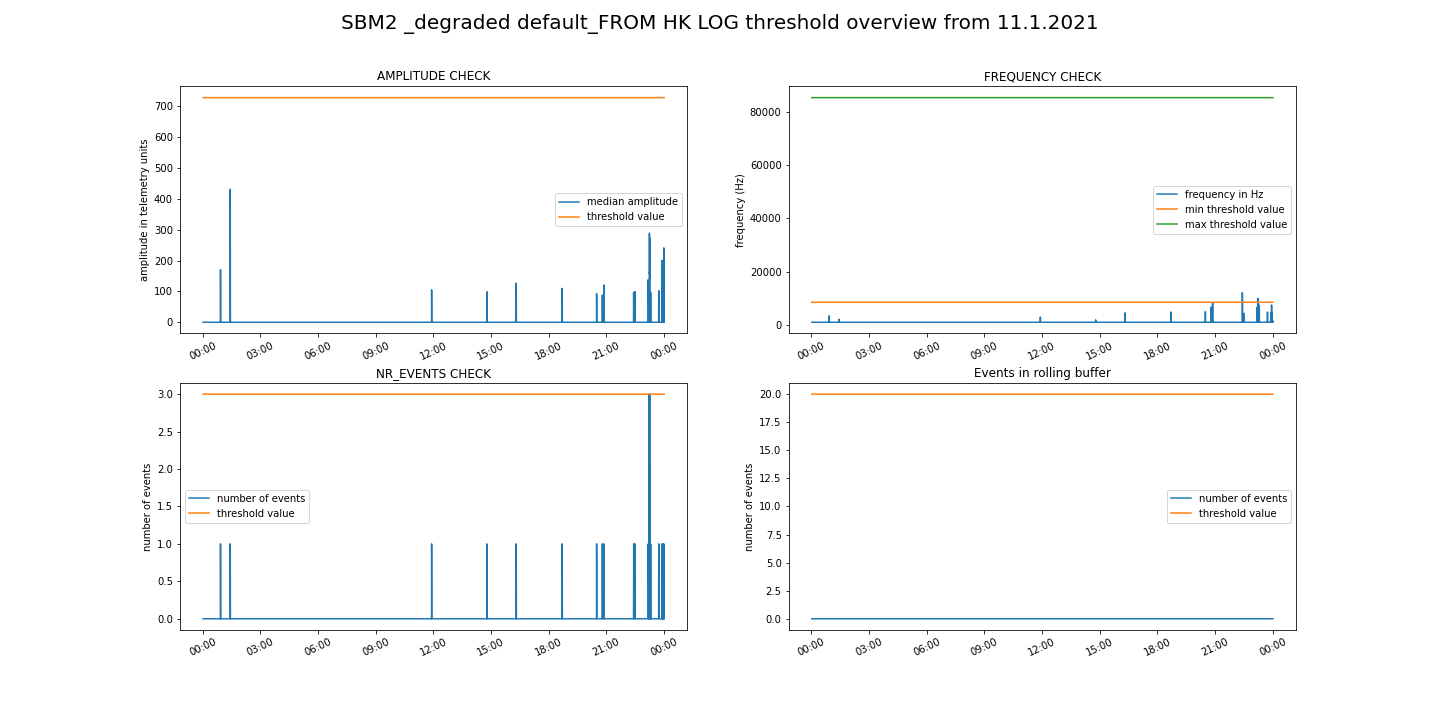 SBM2 _degraded default_FROM HK LOG threshold overview from 11.1.2021
AMPLITUDE CHECK
amplitude in telemetry units
700
600
500
400
300
200
100
0
median amplitude
threshold value
00:00 03:00 06:00 09:00 12:00 15:00 18:00 21:00 00:00
FREQUENCY CHECK
frequency (Hz)
80000
60000
40000
20000
0
frequency in Hz
min threshold value
max threshold value
00:00 03:00 06:00 09:00 12:00 15:00 18:00 21:00 00:00
NR_EVENTS CHECK
number of events
3.0
2.5
2.0
1.5
1.0
0.5
0.0
number of events
threshold value
00:00 03:00 06:00 09:00 12:00 15:00 18:00 21:00 00:00
Events in rolling buffer
number of events
20.0
17.5
15.0
12.5
10.0
7.5
5.0
2.5
0.0
number of events
threshold value
00:00 03:00 06:00 09:00 12:00 15:00 18:00 21:00 00:00